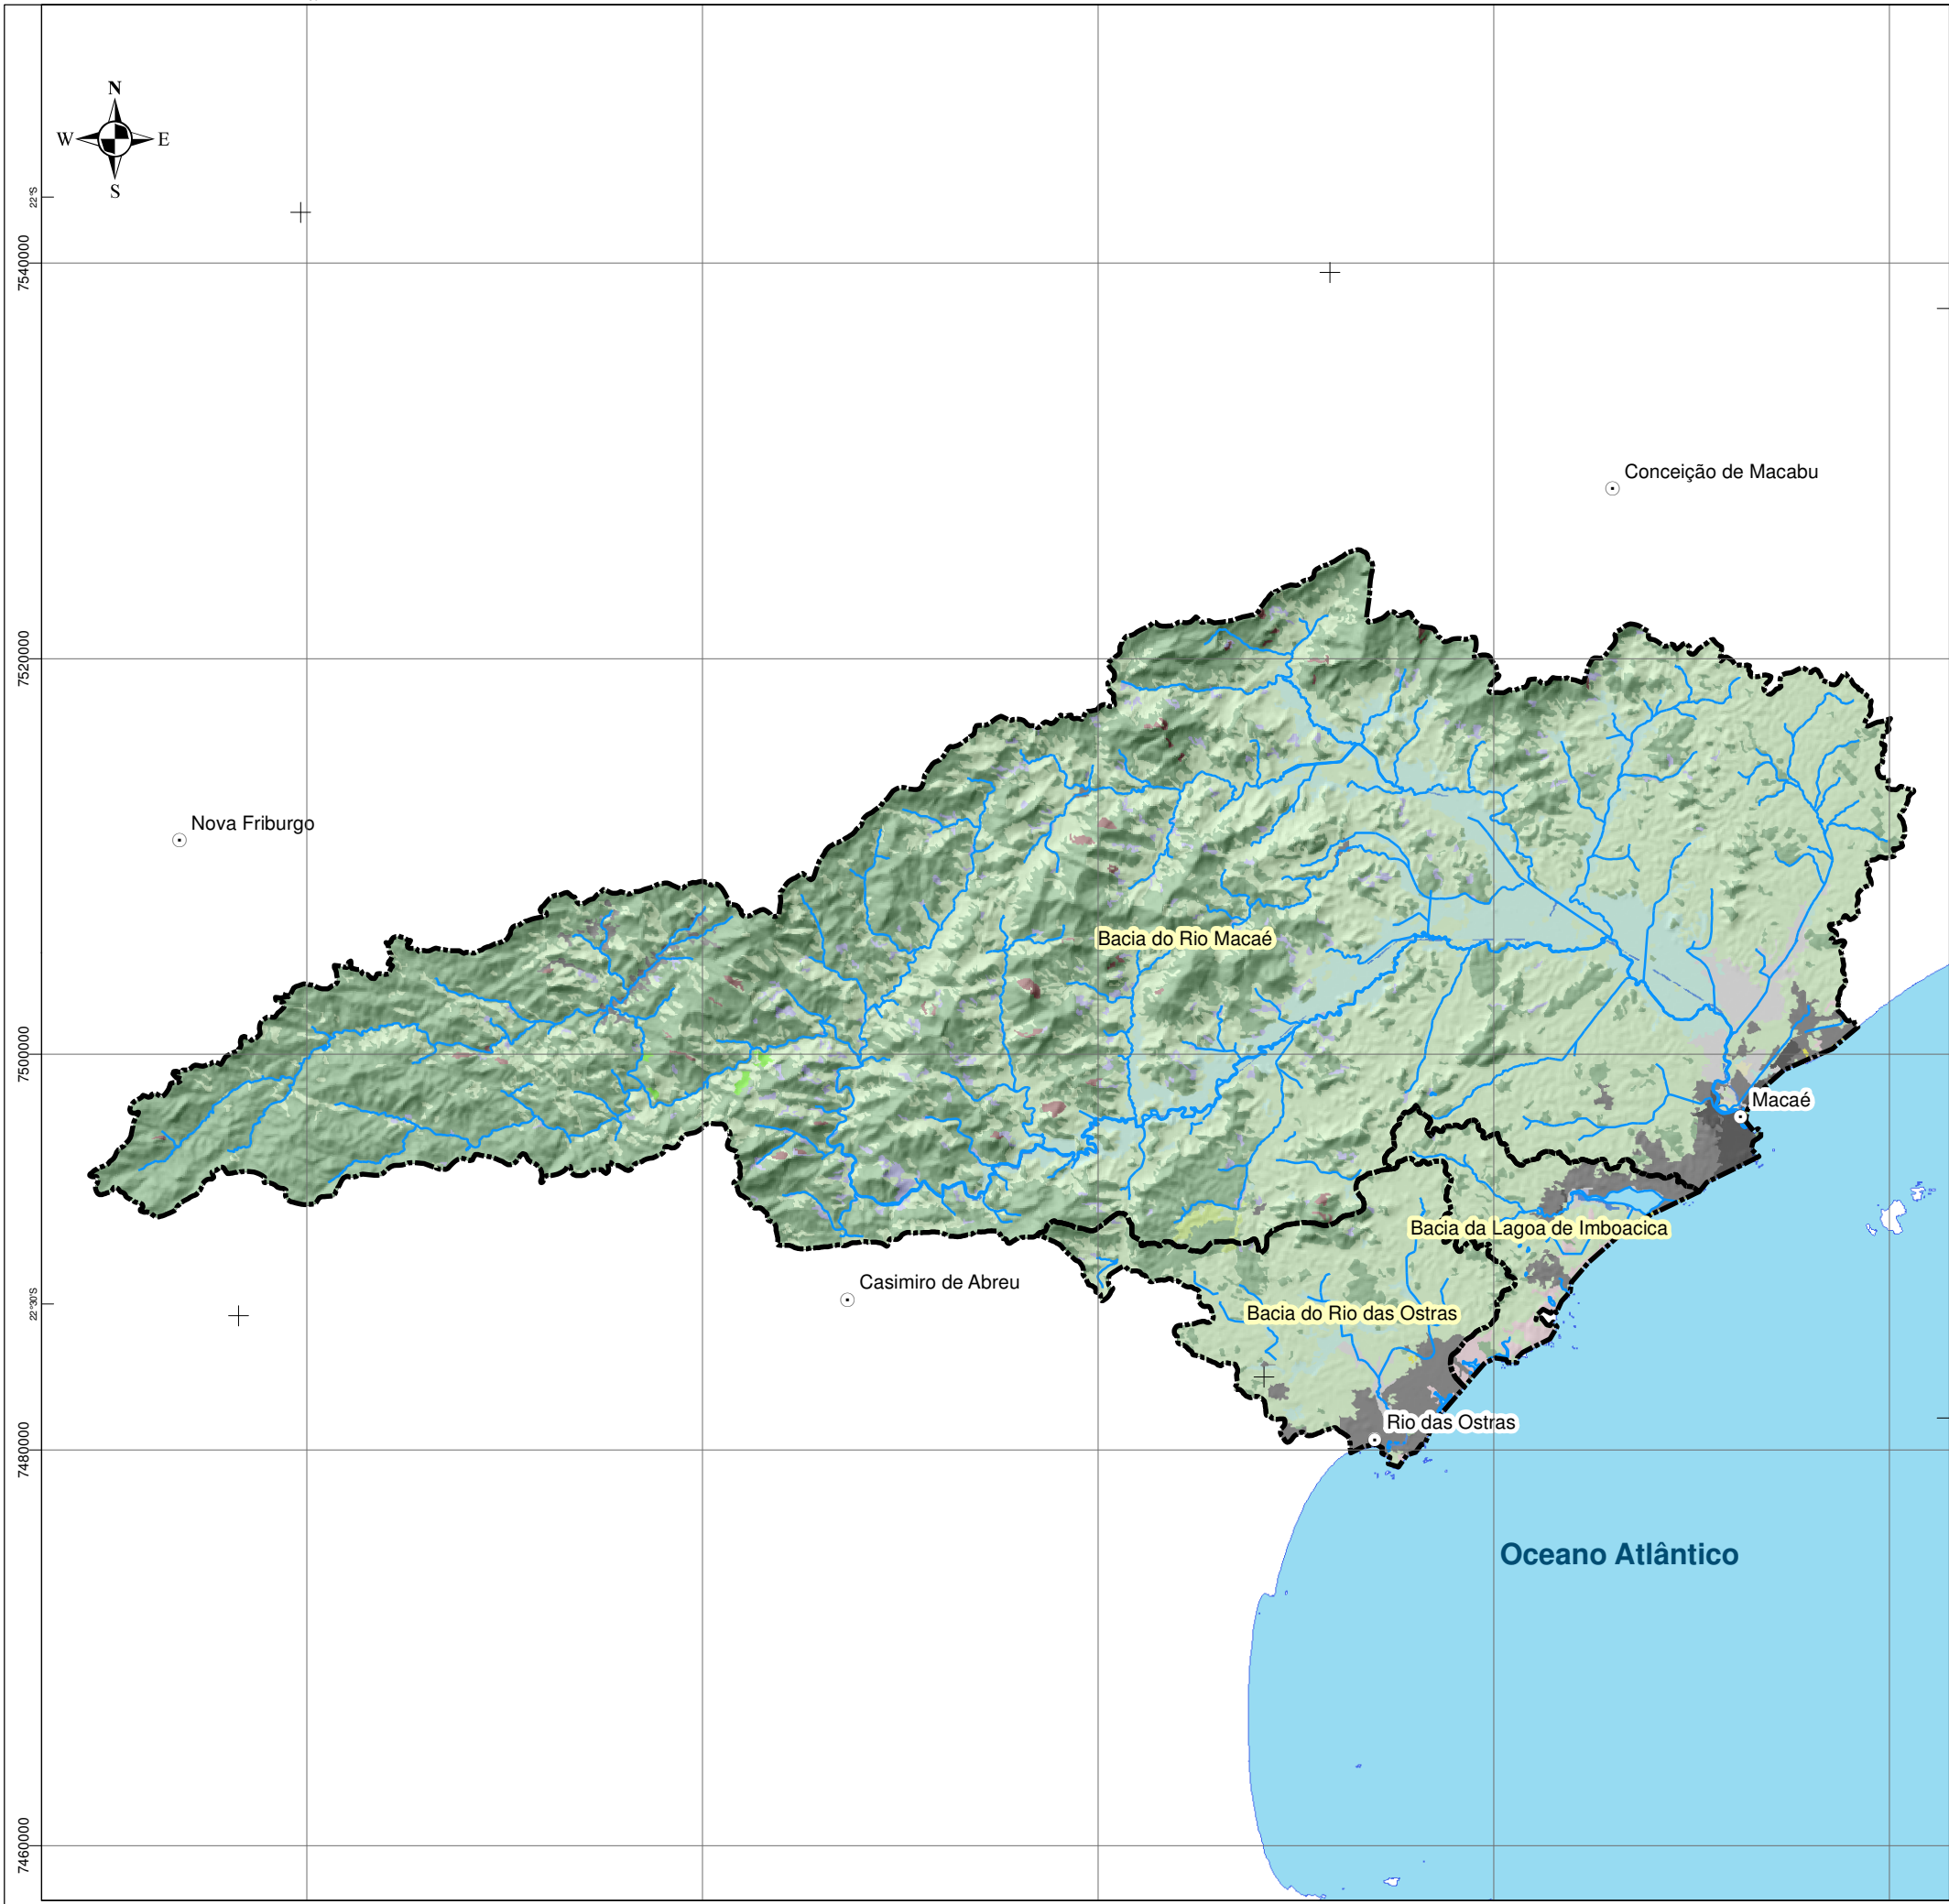 N
W E
S
22°S
7540000
Conceição de Macabu
7520000
Nova Friburgo
Bacia do Rio Macaé
7500000
Macaé
Bacia da Lagoa de Imboacica
Casimiro de Abreu
22°30'S
Bacia do Rio das Ostras
Rio das Ostras
7480000
Oceano Atlântico
7460000